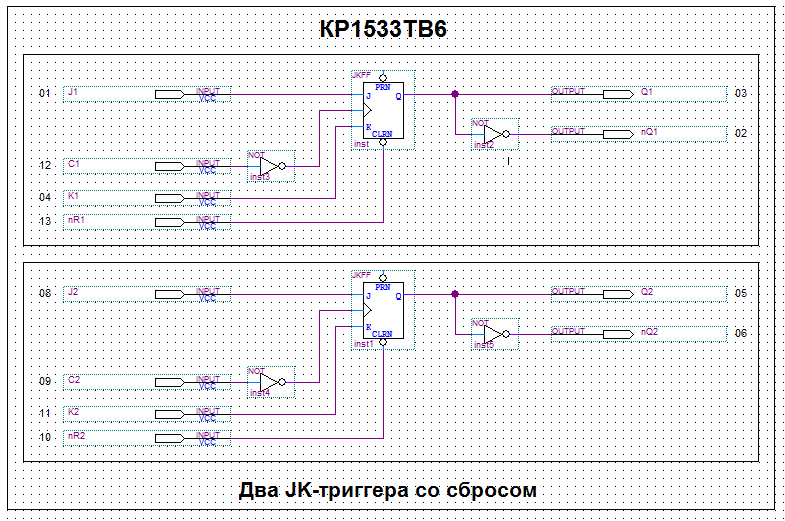 КР1533ТВ6
JKFF
01 J1 INPUT VCC PRN J Q OUTPUT Q1 03
K
CLRN
NOT OUTPUT nQ1 02
inst inst2
12 C1 INPUT VCC NOT inst3
04 K1 INPUT VCC
13 nR1 INPUT VCC
JKFF
08 J2 INPUT VCC PRN J Q OUTPUT Q2 05
K
CLRN
NOT OUTPUT nQ2 06
inst1 inst5
09 C2 INPUT VCC NOT inst4
11 K2 INPUT VCC
10 nR2 INPUT VCC
Два JK-триггера со сбросом